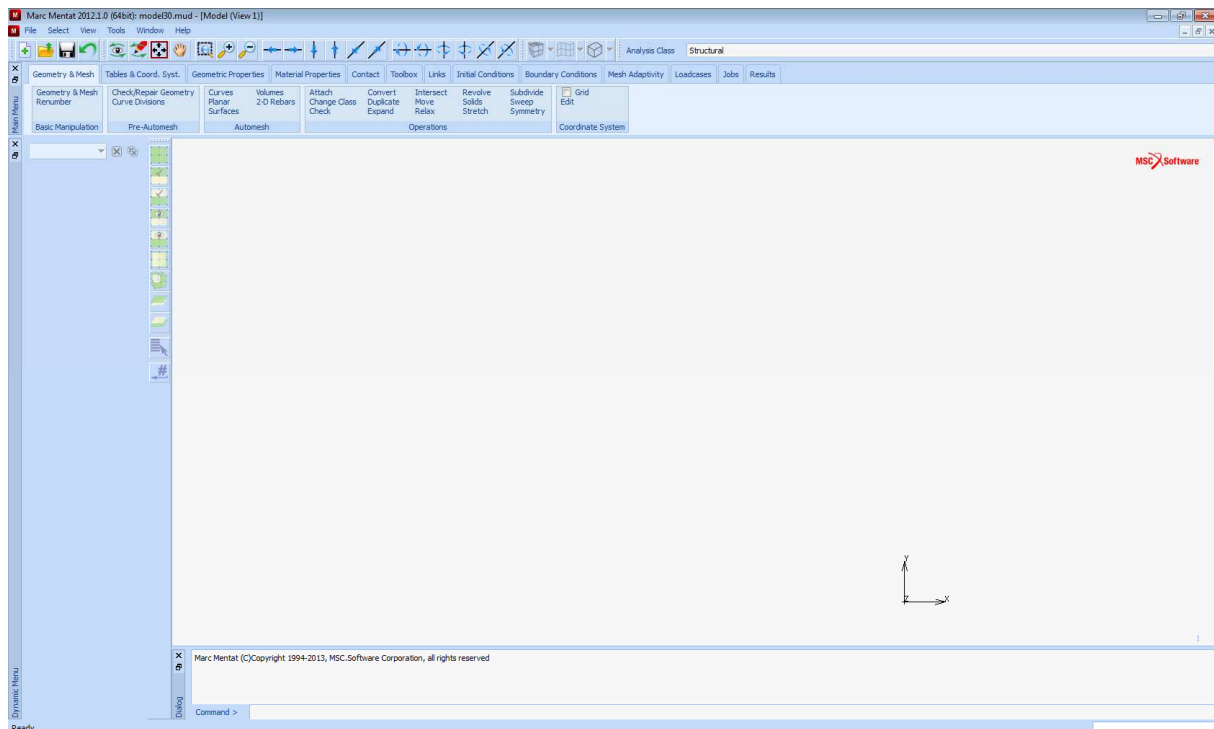 Marc Mentat 2012.1.0 (64bit): model30.mud - [Model (View 1)]
File Select View Tools Window Help
Analysis Class Structural
Geometry & Mesh Tables & Coord. Syst. Geometric Properties Material Properties Contact Toolbox Links Initial Conditions Boundary Conditions Mesh Adaptivity Loadcases Jobs Results
Geometry & Mesh Check/Repair Geometry Curves Volumes Attach Convert Intersect Revolve Subdivide Grid
Renumber Curve Divisions Planar 2-D Rebars Change Class Duplicate Move Solids Sweep Edit
Surfaces Check Expand Relax Stretch Symmetry
Basic Manipulation Pre-Automesh Automesh Operations Coordinate System
Main Menu
MSC Software
#
Y
Z X
1
Marc Mentat (C)Copyright 1994-2013, MSC.Software Corporation, all rights reserved
Command >
Dialog
Dynamic Menu
Ready